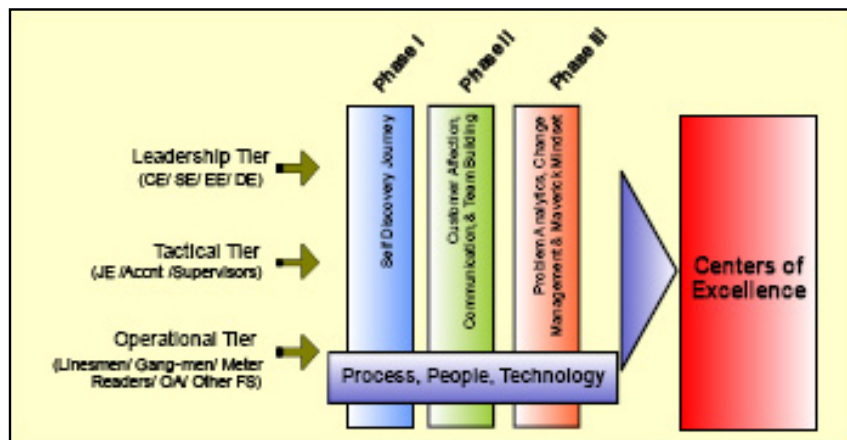 Phase I
Phase II
Phase III
Leadership Tier
(CE/ SE/ EE/ DE)
Tactical Tier
(JE /Accnt /Supervisors)
Operational Tier
(Linesmen/ Gang-men/ Meter
Readers/ OA/ Other FS)
Self Discovery Journey
Customer Affection,
Communication, & Team Building
Problem Analytics, Change
Management & Maverick Mindset
Process, People, Technology
Centers of
Excellence